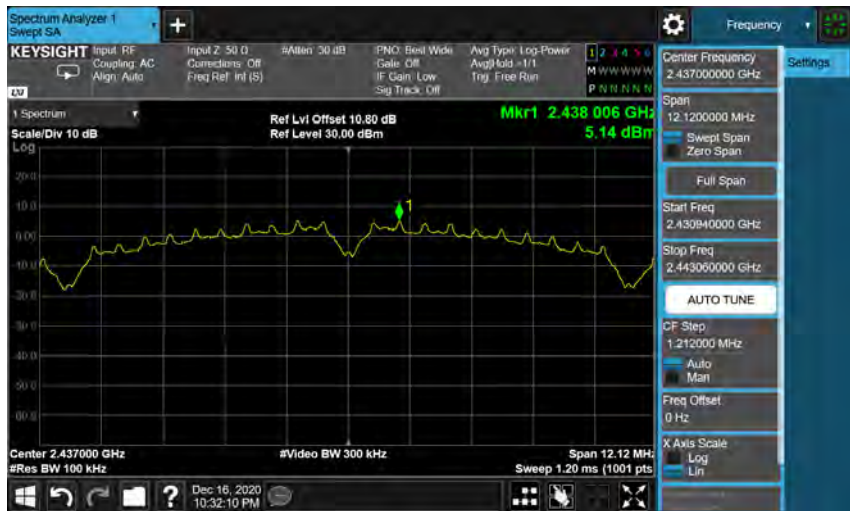 Spectrum Analyzer 1
Swept SA
+
Frequency
KEYSIGHT
Input: RF
Coupling: AC
Align: Auto
Input Z: 50 Ω
Corrections: Off
Freq Ref: Int (S)
#Atten: 30 dB
PNO: Best Wide
Gate: Off
IF Gain: Low
Sig Track: Off
Avg Type: Log-Power
Avg|Hold: >1/1
Trig: Free Run
1 2 3 4 5 6
M W W W W W
P N N N N N
1 Spectrum
Scale/Div 10 dB
Ref Lvl Offset 10.80 dB
Ref Level 30.00 dBm
Mkr1 2.438 006 GHz
5.14 dBm
Log
20.0
10.0
0.00
-10.0
-20.0
-30.0
-40.0
-50.0
-60.0
1
Center 2.437000 GHz
#Res BW 100 kHz
#Video BW 300 kHz
Span 12.12 MHz
Sweep 1.20 ms (1001 pts
Dec 16, 2020
10:32:10 PM
Center Frequency
2.437000000 GHz
Settings
Span
12.1200000 MHz
Swept Span
Zero Span
Full Span
Start Freq
2.430940000 GHz
Stop Freq
2.443060000 GHz
AUTO TUNE
CF Step
1.212000 MHz
Auto
Man
Freq Offset
0 Hz
X Axis Scale
Log
Lin